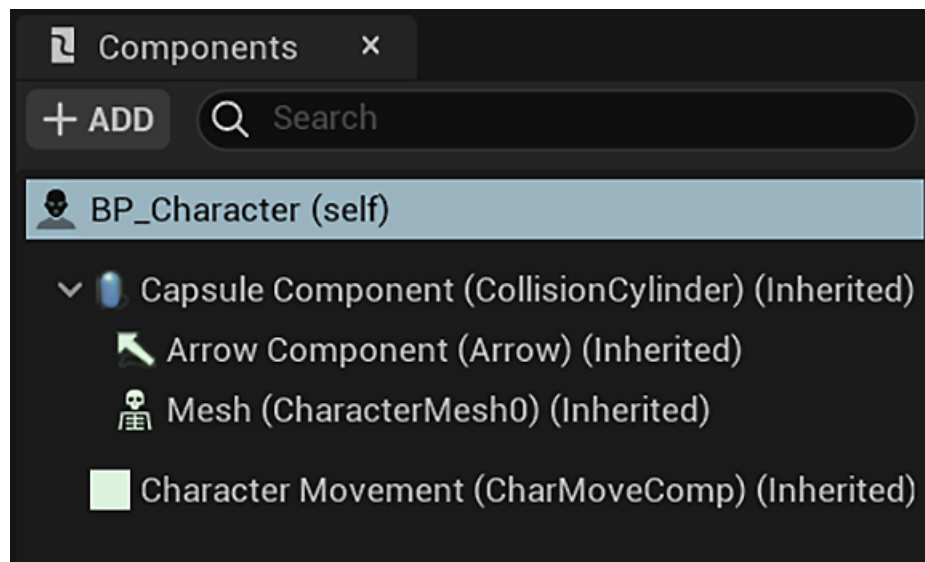 Components
+ ADD
Search
BP_Character (self)
Capsule Component (CollisionCylinder) (Inherited)
Arrow Component (Arrow) (Inherited)
Mesh (CharacterMesh0) (Inherited)
Character Movement (CharMoveComp) (Inherited)